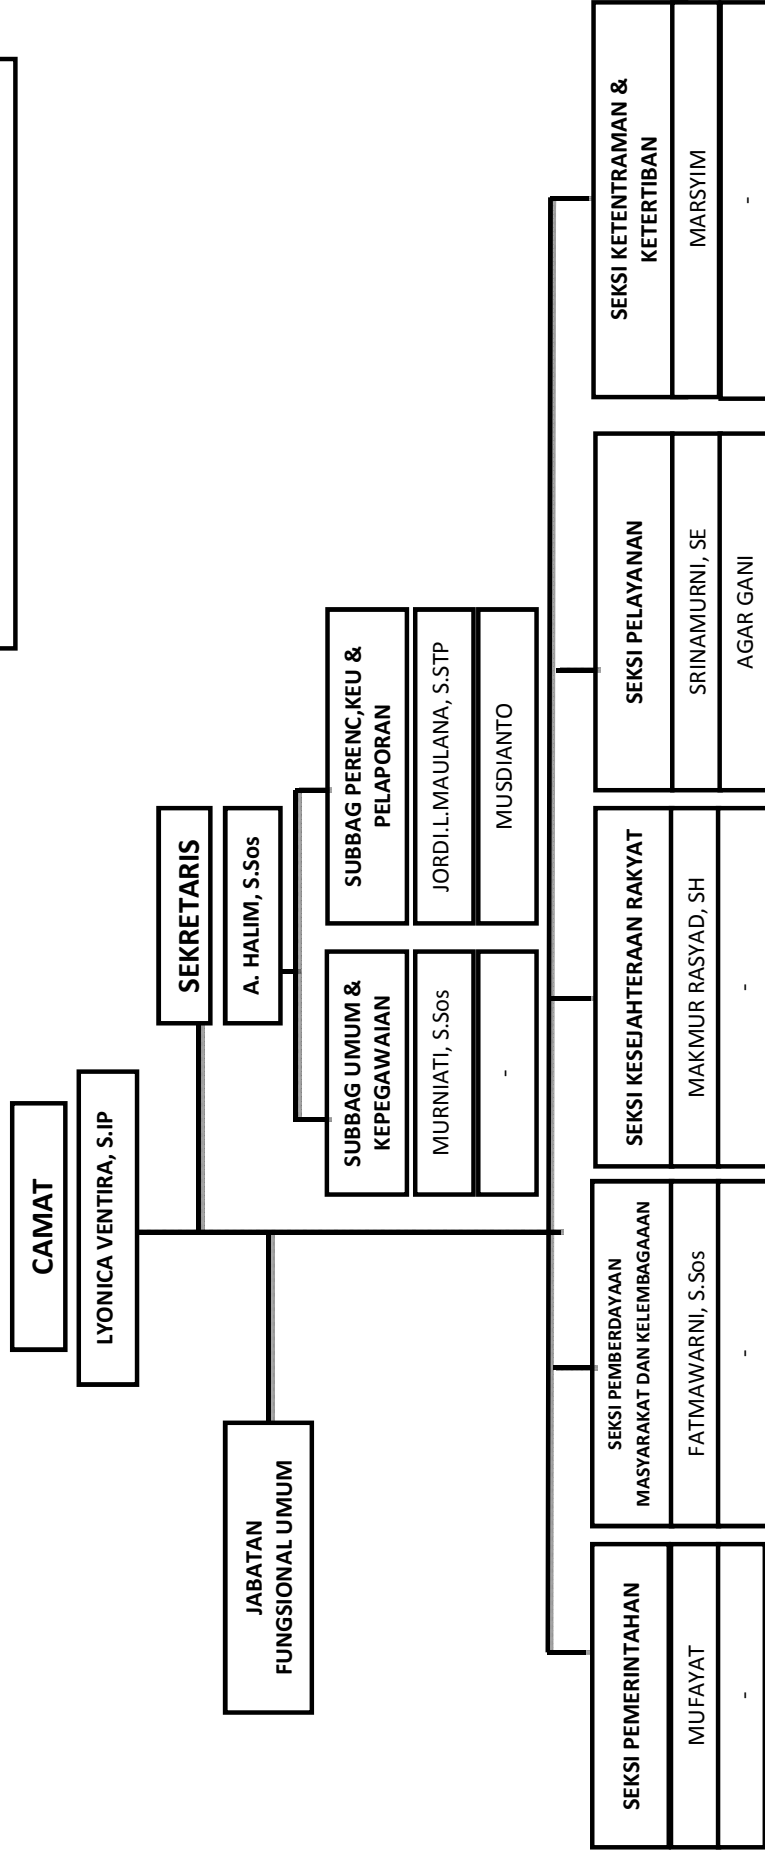 CAMAT
LYONICA VENTIRA, S.IP
SEKRETARIS
A. HALIM, S.Sos
JABATAN
FUNGSIONAL UMUM
SUBBAG UMUM &
KEPEGAWAIAN
MURNIATI, S.Sos
-
SUBBAG PERENC,KEU &
PELAPORAN
JORDI.L.MAULANA, S.STP
MUSDIANTO
SEKSI PEMERINTAHAN
MUFAYAT
-
SEKSI PEMBERDAYAAN
MASYARAKAT DAN KELEMBAGAAAN
FATMAWARNI, S.Sos
-
SEKSI KESEJAHTERAAN RAKYAT
MAKMUR RASYAD, SH
-
SEKSI PELAYANAN
SRINAMURNI, SE
AGAR GANI
SEKSI KETENTRAMAN &
KETERTIBAN
MARSYIM
-